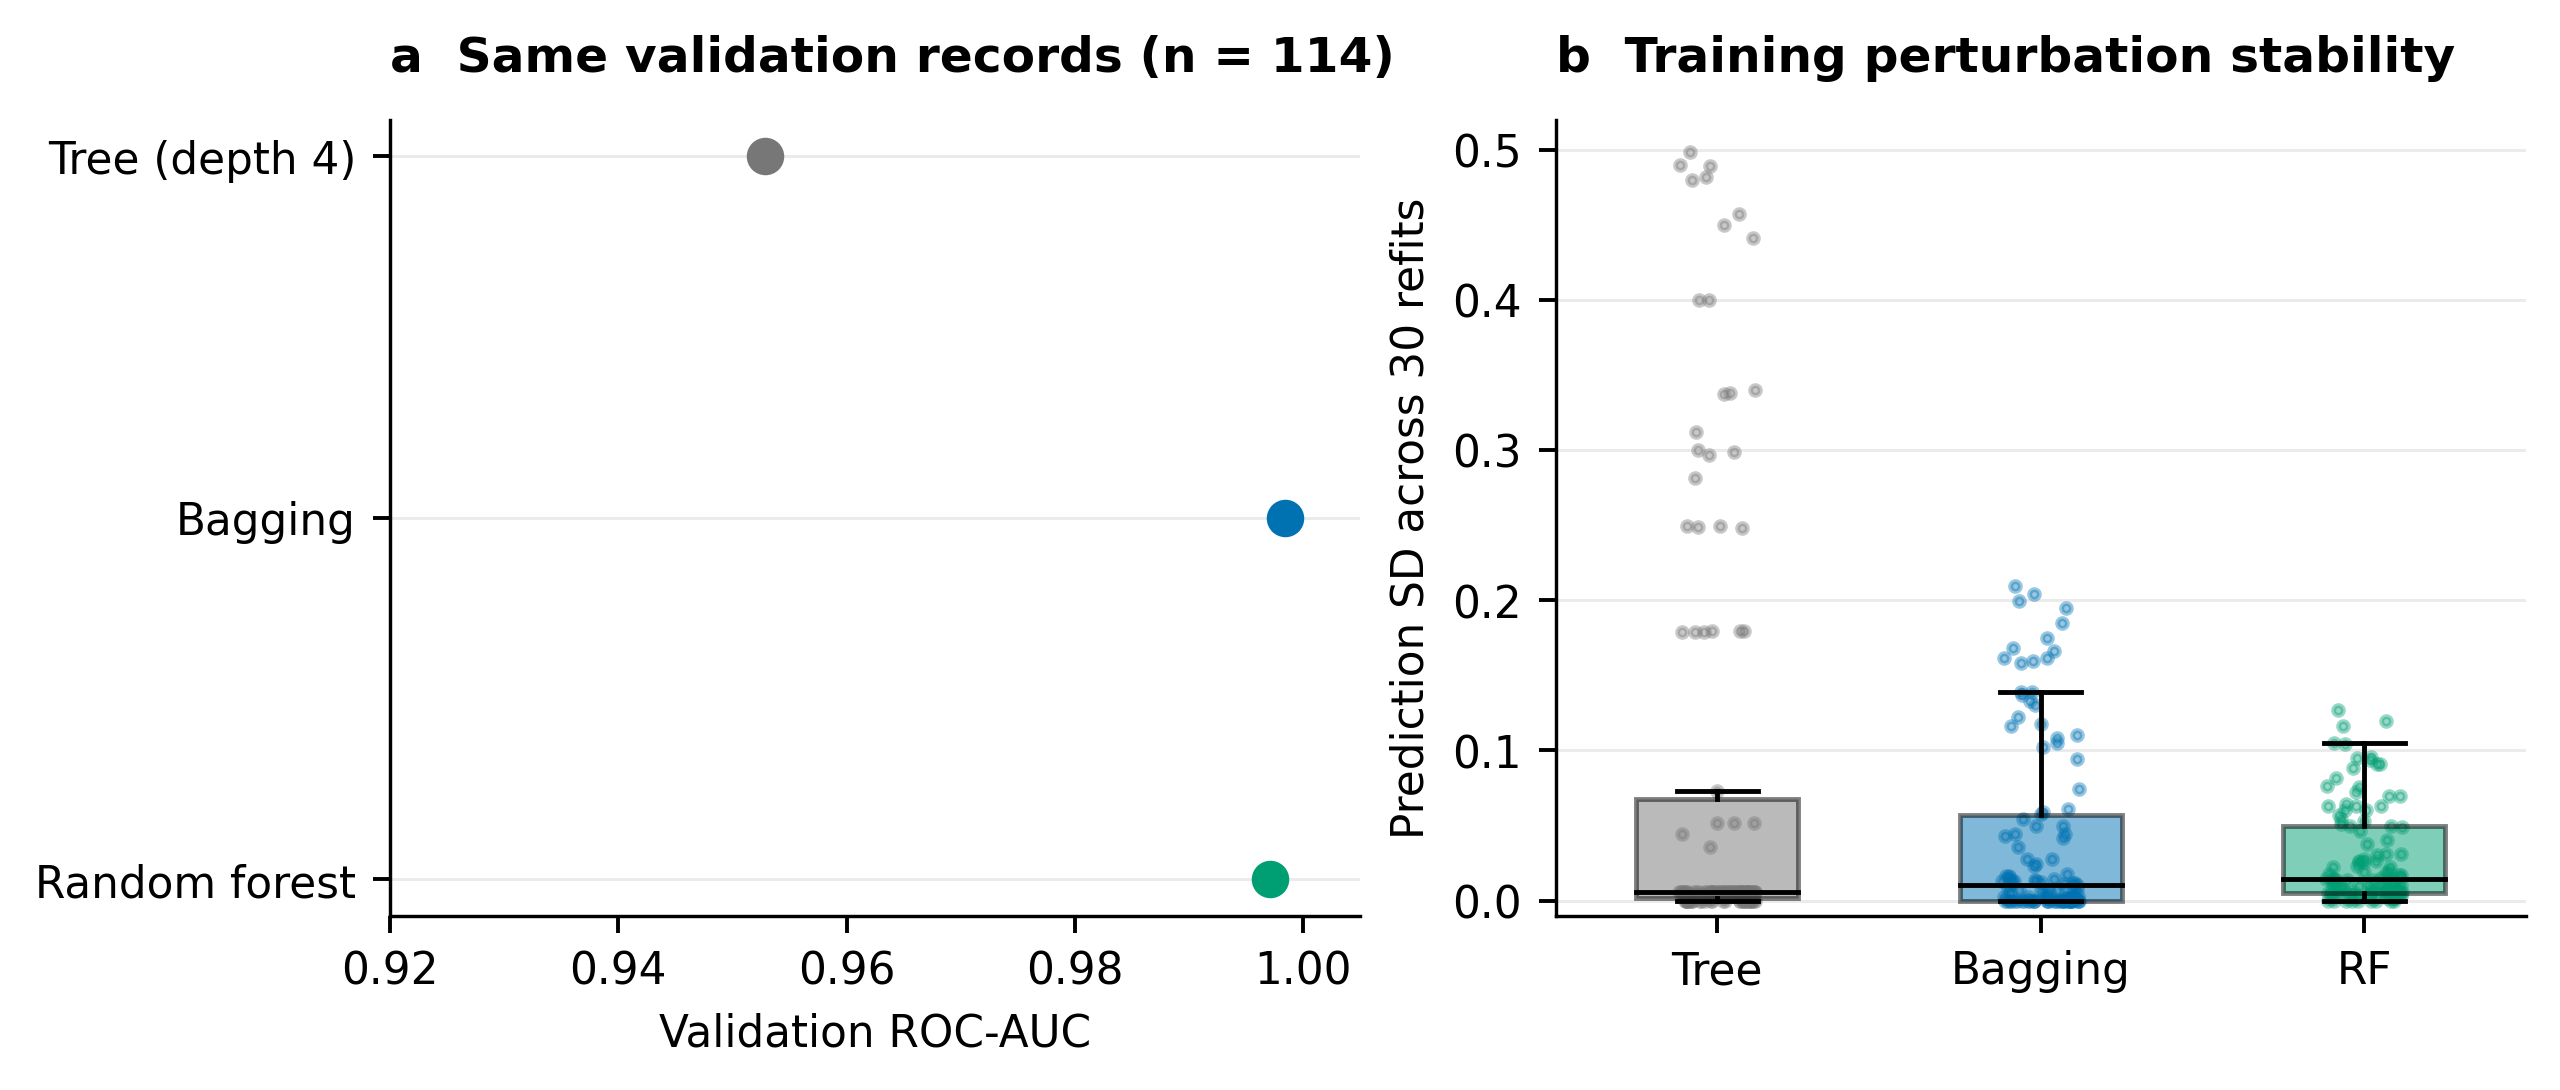 a  Same validation records (n = 114)
Tree (depth 4)
Bagging
Random forest
0.92
0.94
0.96
0.98
1.00
Validation ROC-AUC
b  Training perturbation stability
Prediction SD across 30 refits
0.5
0.4
0.3
0.2
0.1
0.0
Tree
Bagging
RF